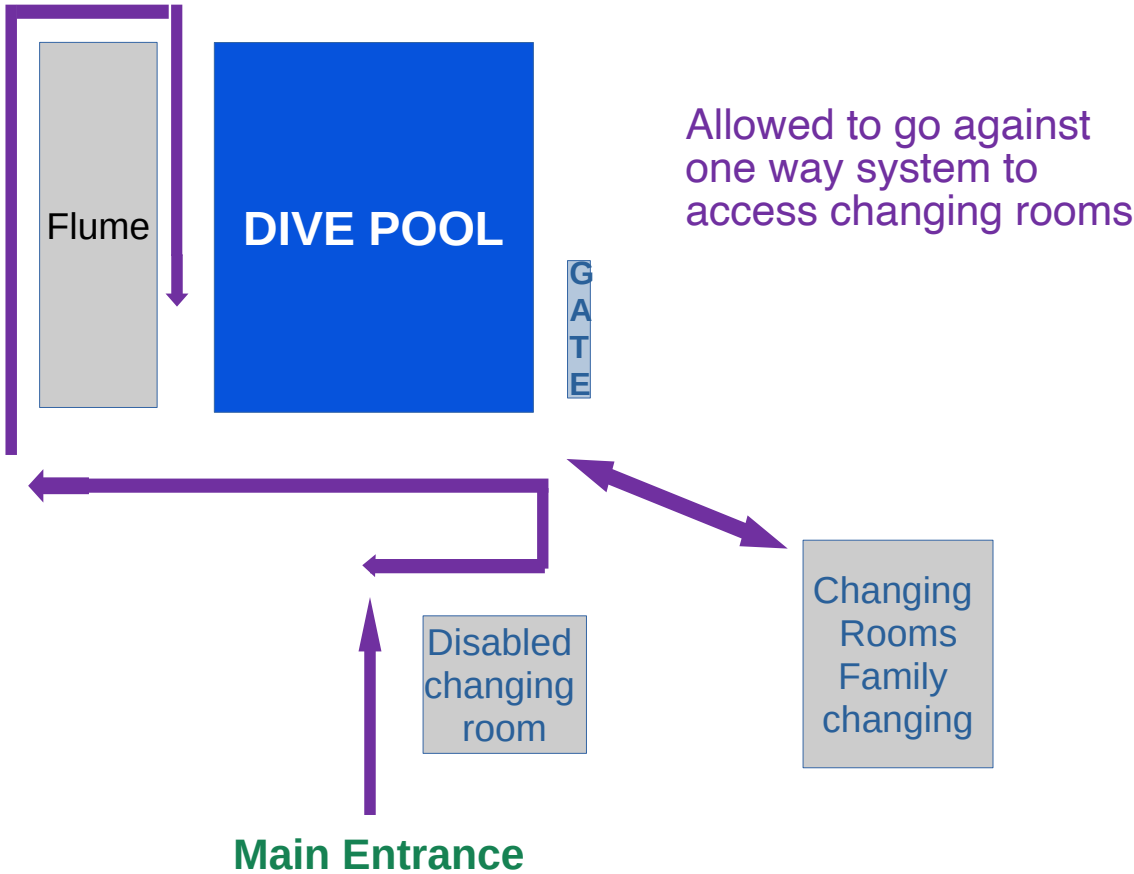 Flume
DIVE POOL
Allowed to go against
one way system to
access changing rooms
G
A
T
E
Disabled
changing
room
Changing
Rooms
Family
changing
Main Entrance